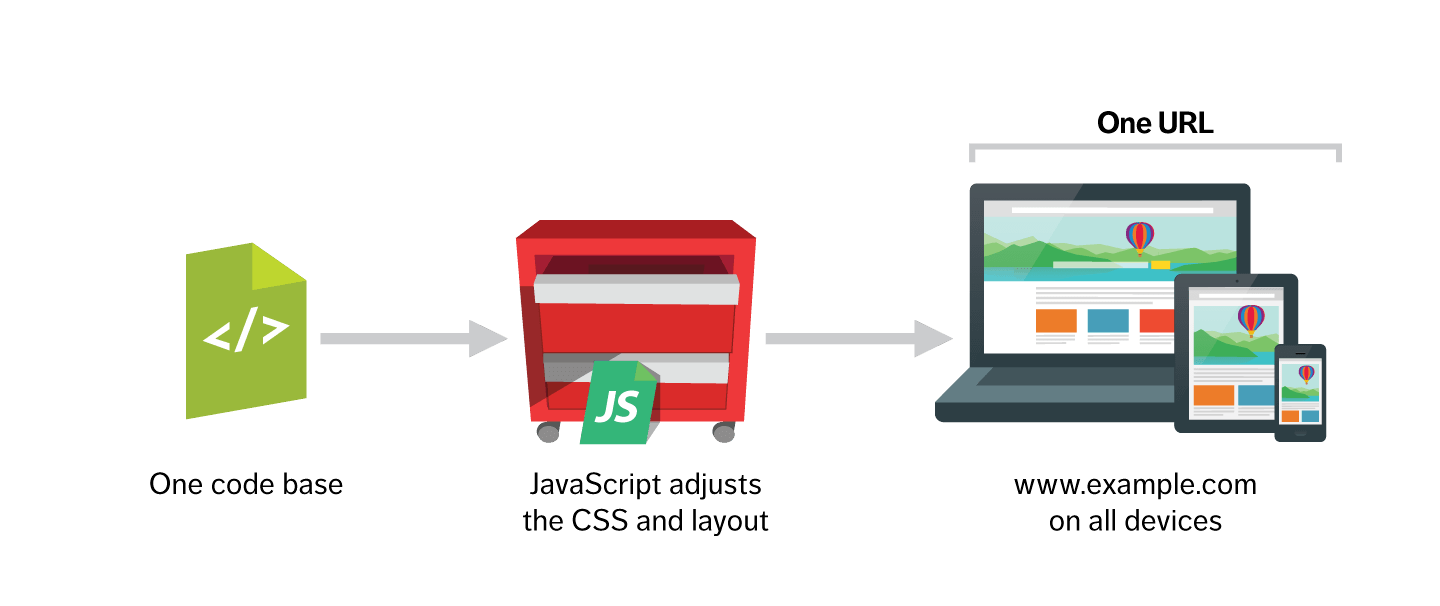 One URL
</>
JS
One code base
JavaScript adjusts
the CSS and layout
www.example.com
on all devices